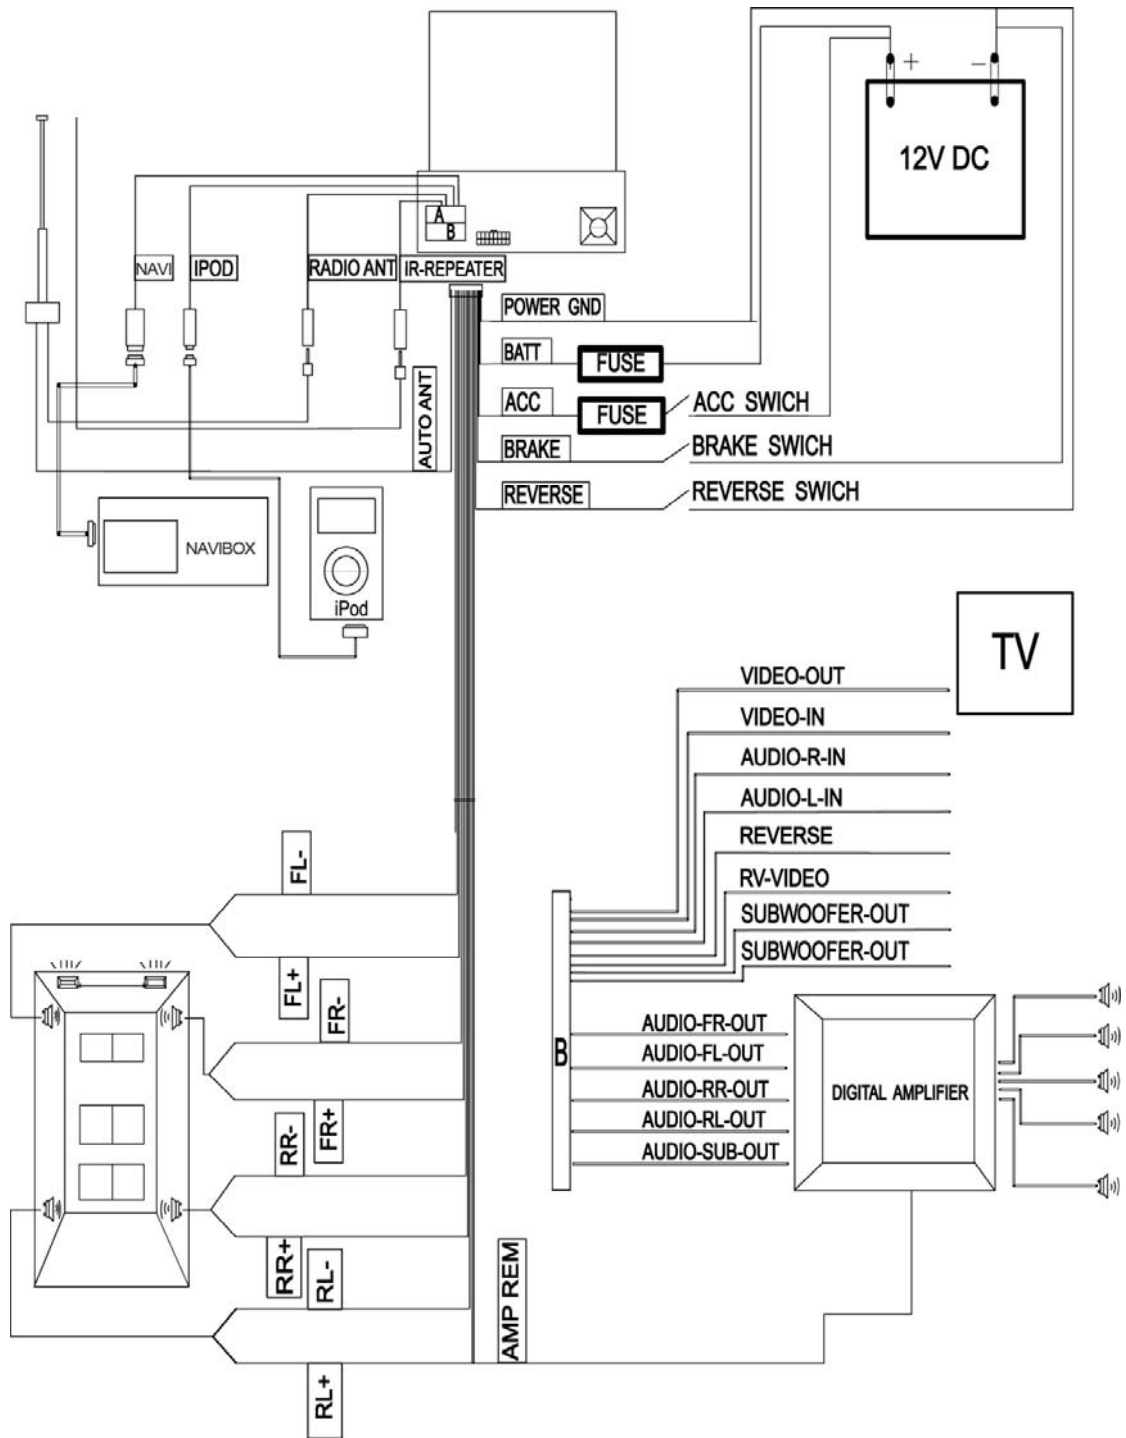 +
−
12V DC
A
B
NAVI
IPOD
RADIO ANT
IR-REPEATER
POWER GND
BATT
FUSE
ACC
FUSE
ACC SWICH
AUTO ANT
BRAKE
BRAKE SWICH
REVERSE
REVERSE SWICH
NAVIBOX
iPod
TV
VIDEO-OUT
VIDEO-IN
AUDIO-R-IN
AUDIO-L-IN
REVERSE
RV-VIDEO
SUBWOOFER-OUT
SUBWOOFER-OUT
FL-
FL+
FR-
FR+
RR-
RR+
RL-
RL+
B
AUDIO-FR-OUT
AUDIO-FL-OUT
AUDIO-RR-OUT
AUDIO-RL-OUT
AUDIO-SUB-OUT
DIGITAL AMPLIFIER
AMP REM